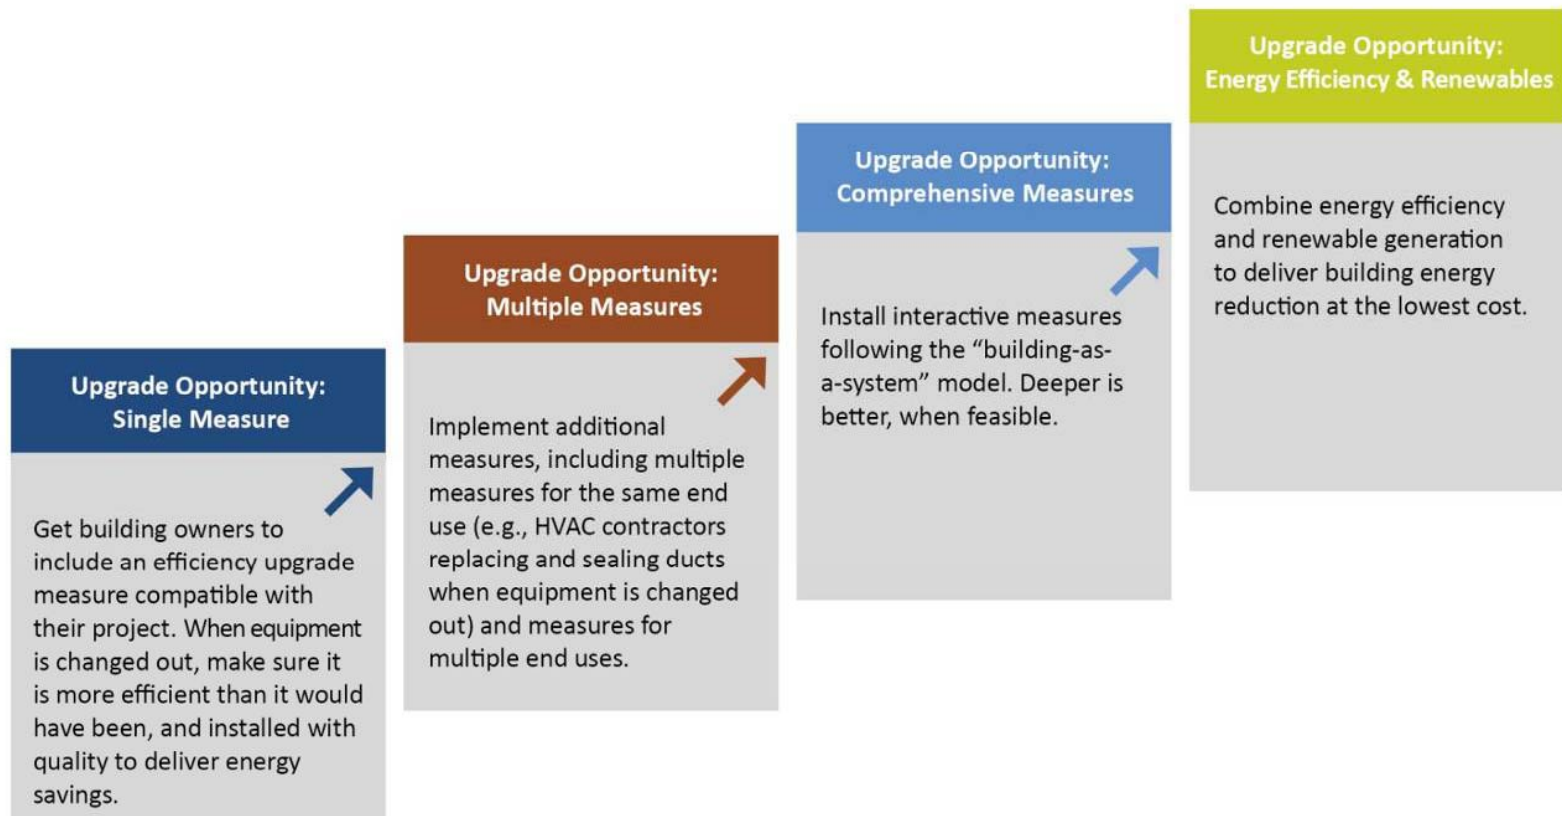 Upgrade Opportunity:
Single Measure
Get building owners to
include an efficiency upgrade
measure compatible with
their project. When equipment
is changed out, make sure it
is more efficient than it would
have been, and installed with
quality to deliver energy
savings.
Upgrade Opportunity:
Multiple Measures
Implement additional
measures, including multiple
measures for the same end
use (e.g., HVAC contractors
replacing and sealing ducts
when equipment is changed
out) and measures for
multiple end uses.
Upgrade Opportunity:
Comprehensive Measures
Install interactive measures
following the “building-as-
a-system” model. Deeper is
better, when feasible.
Upgrade Opportunity:
Energy Efficiency & Renewables
Combine energy efficiency
and renewable generation
to deliver building energy
reduction at the lowest cost.